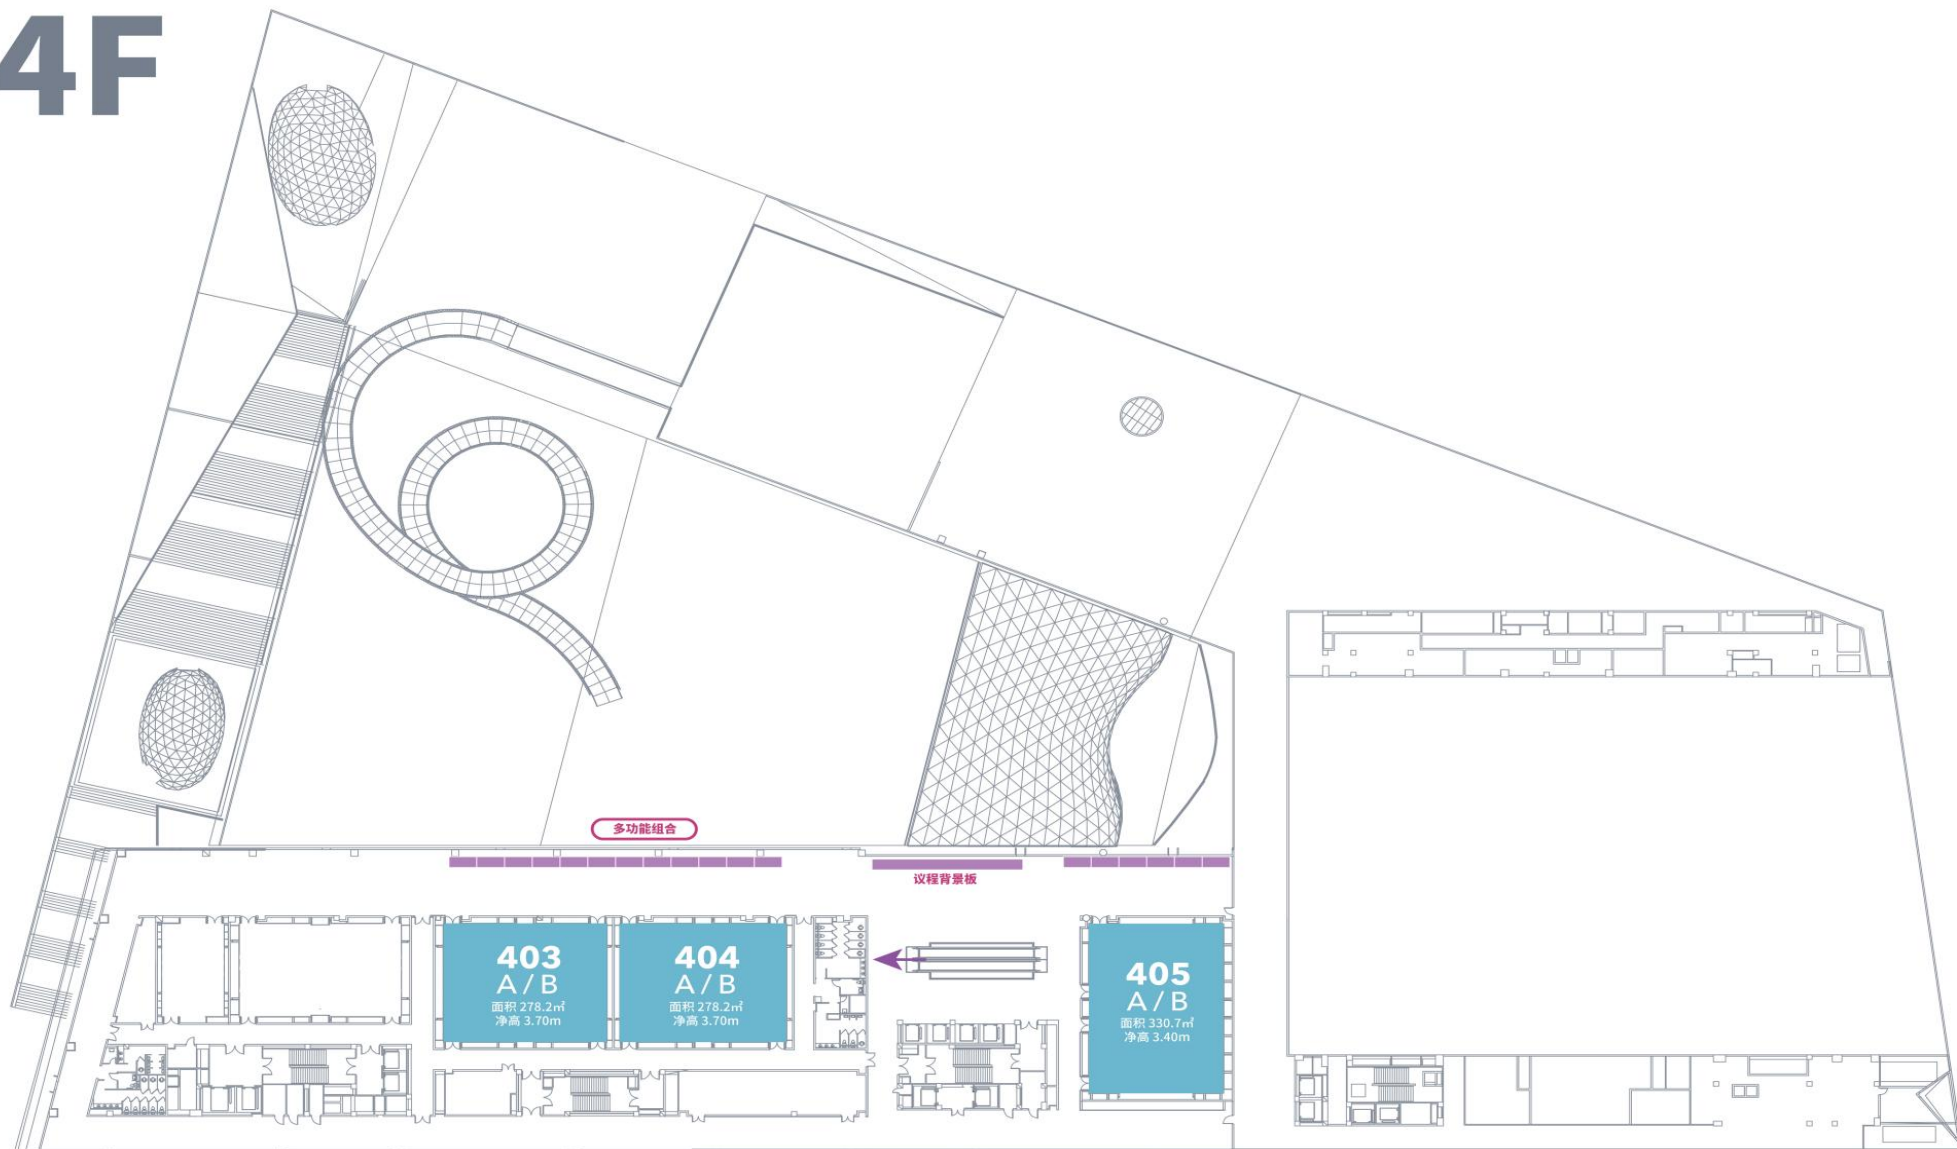 4F
多功能组合
议程背景板
403
A / B
面积 278.2㎡
净高 3.70m
404
A / B
面积 278.2㎡
净高 3.70m
405
A / B
面积 330.7㎡
净高 3.40m